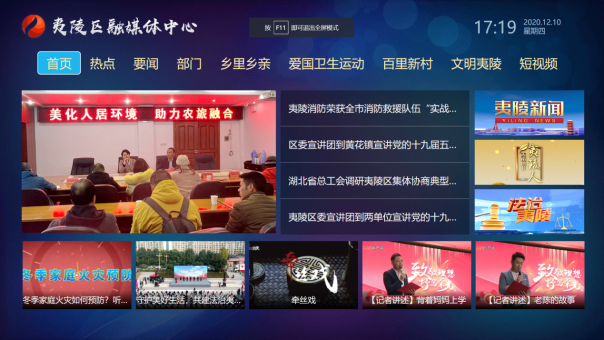 夷陵区融媒体中心
按 F11 即可退出全屏模式
17:19
2020.12.10
星期四
首页 热点 要闻 部门 乡里乡亲 爱国卫生运动 百里新村 文明夷陵 短视频
美化人居环境 助力农旅融合
夷陵消防荣获全市消防救援队伍“实战...
区委宣讲团到黄花镇宣讲党的十九届五...
湖北省总工会调研夷陵区集体协商典型...
夷陵区委宣讲团到两单位宣讲党的十九...
夷陵新闻
YILING NEWS
法治
夷陵
冬季家庭火灾预防
冬季家庭火灾如何预防？听...
守护美好生活，共建法治美...
牵丝戏
【记者讲述】背着妈妈上学
【记者讲述】老陈的故事